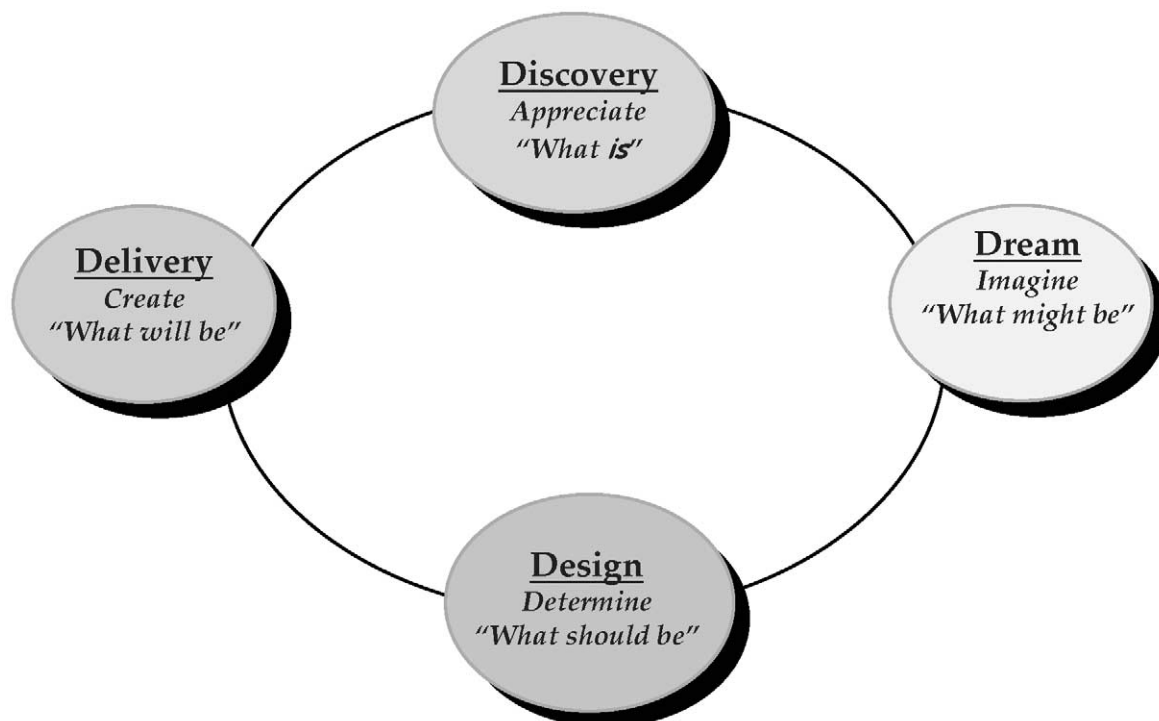 Discovery
Appreciate
“What is”
Dream
Imagine
“What might be”
Delivery
Create
“What will be”
Design
Determine
“What should be”